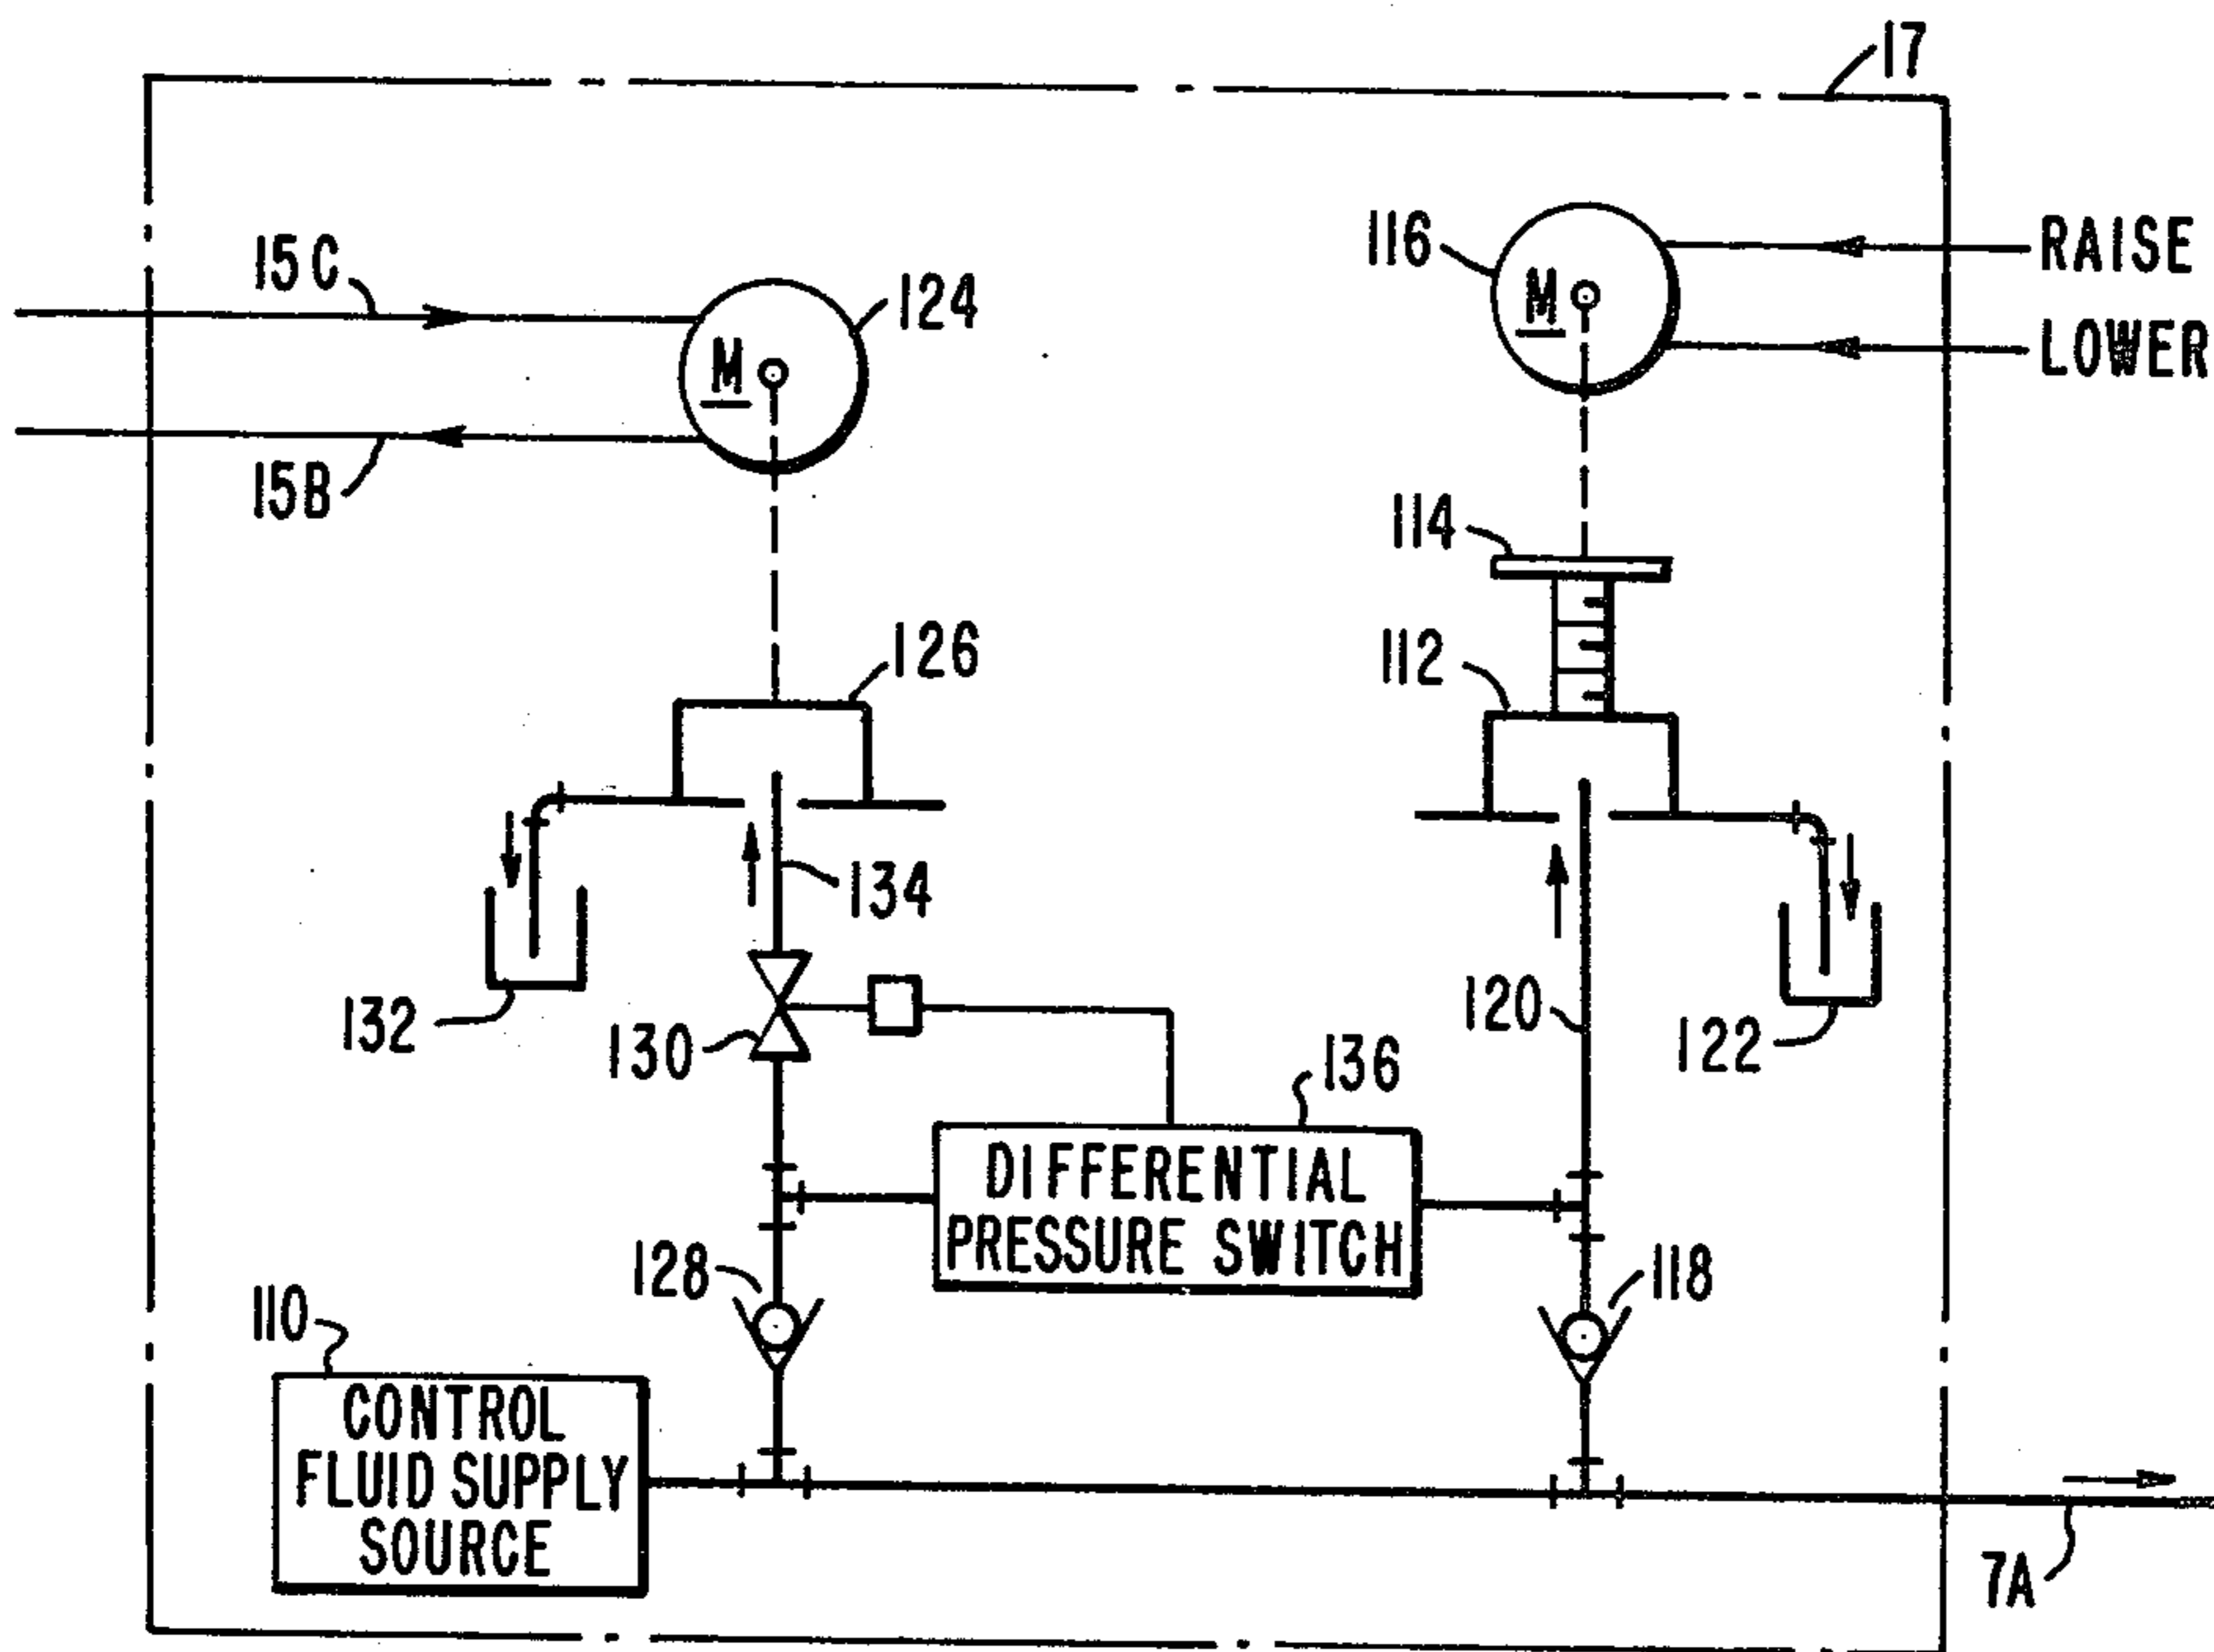 17
15C
124
116
M
RAISE
LOWER
M
15B
114
126
112
134
132
130
120
122
136
DIFFERENTIAL
PRESSURE SWITCH
128
118
110
CONTROL
FLUID SUPPLY
SOURCE
7A